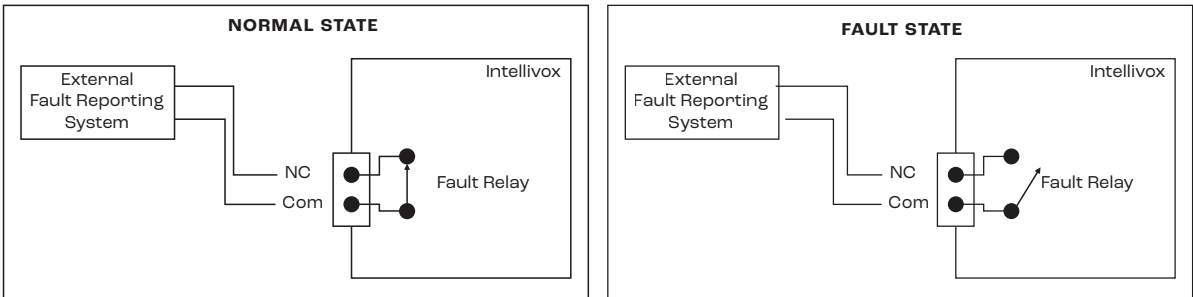 NORMAL STATE
External
Fault Reporting
System
Intellivox
NC
Com
Fault Relay
FAULT STATE
External
Fault Reporting
System
Intellivox
NC
Com
Fault Relay